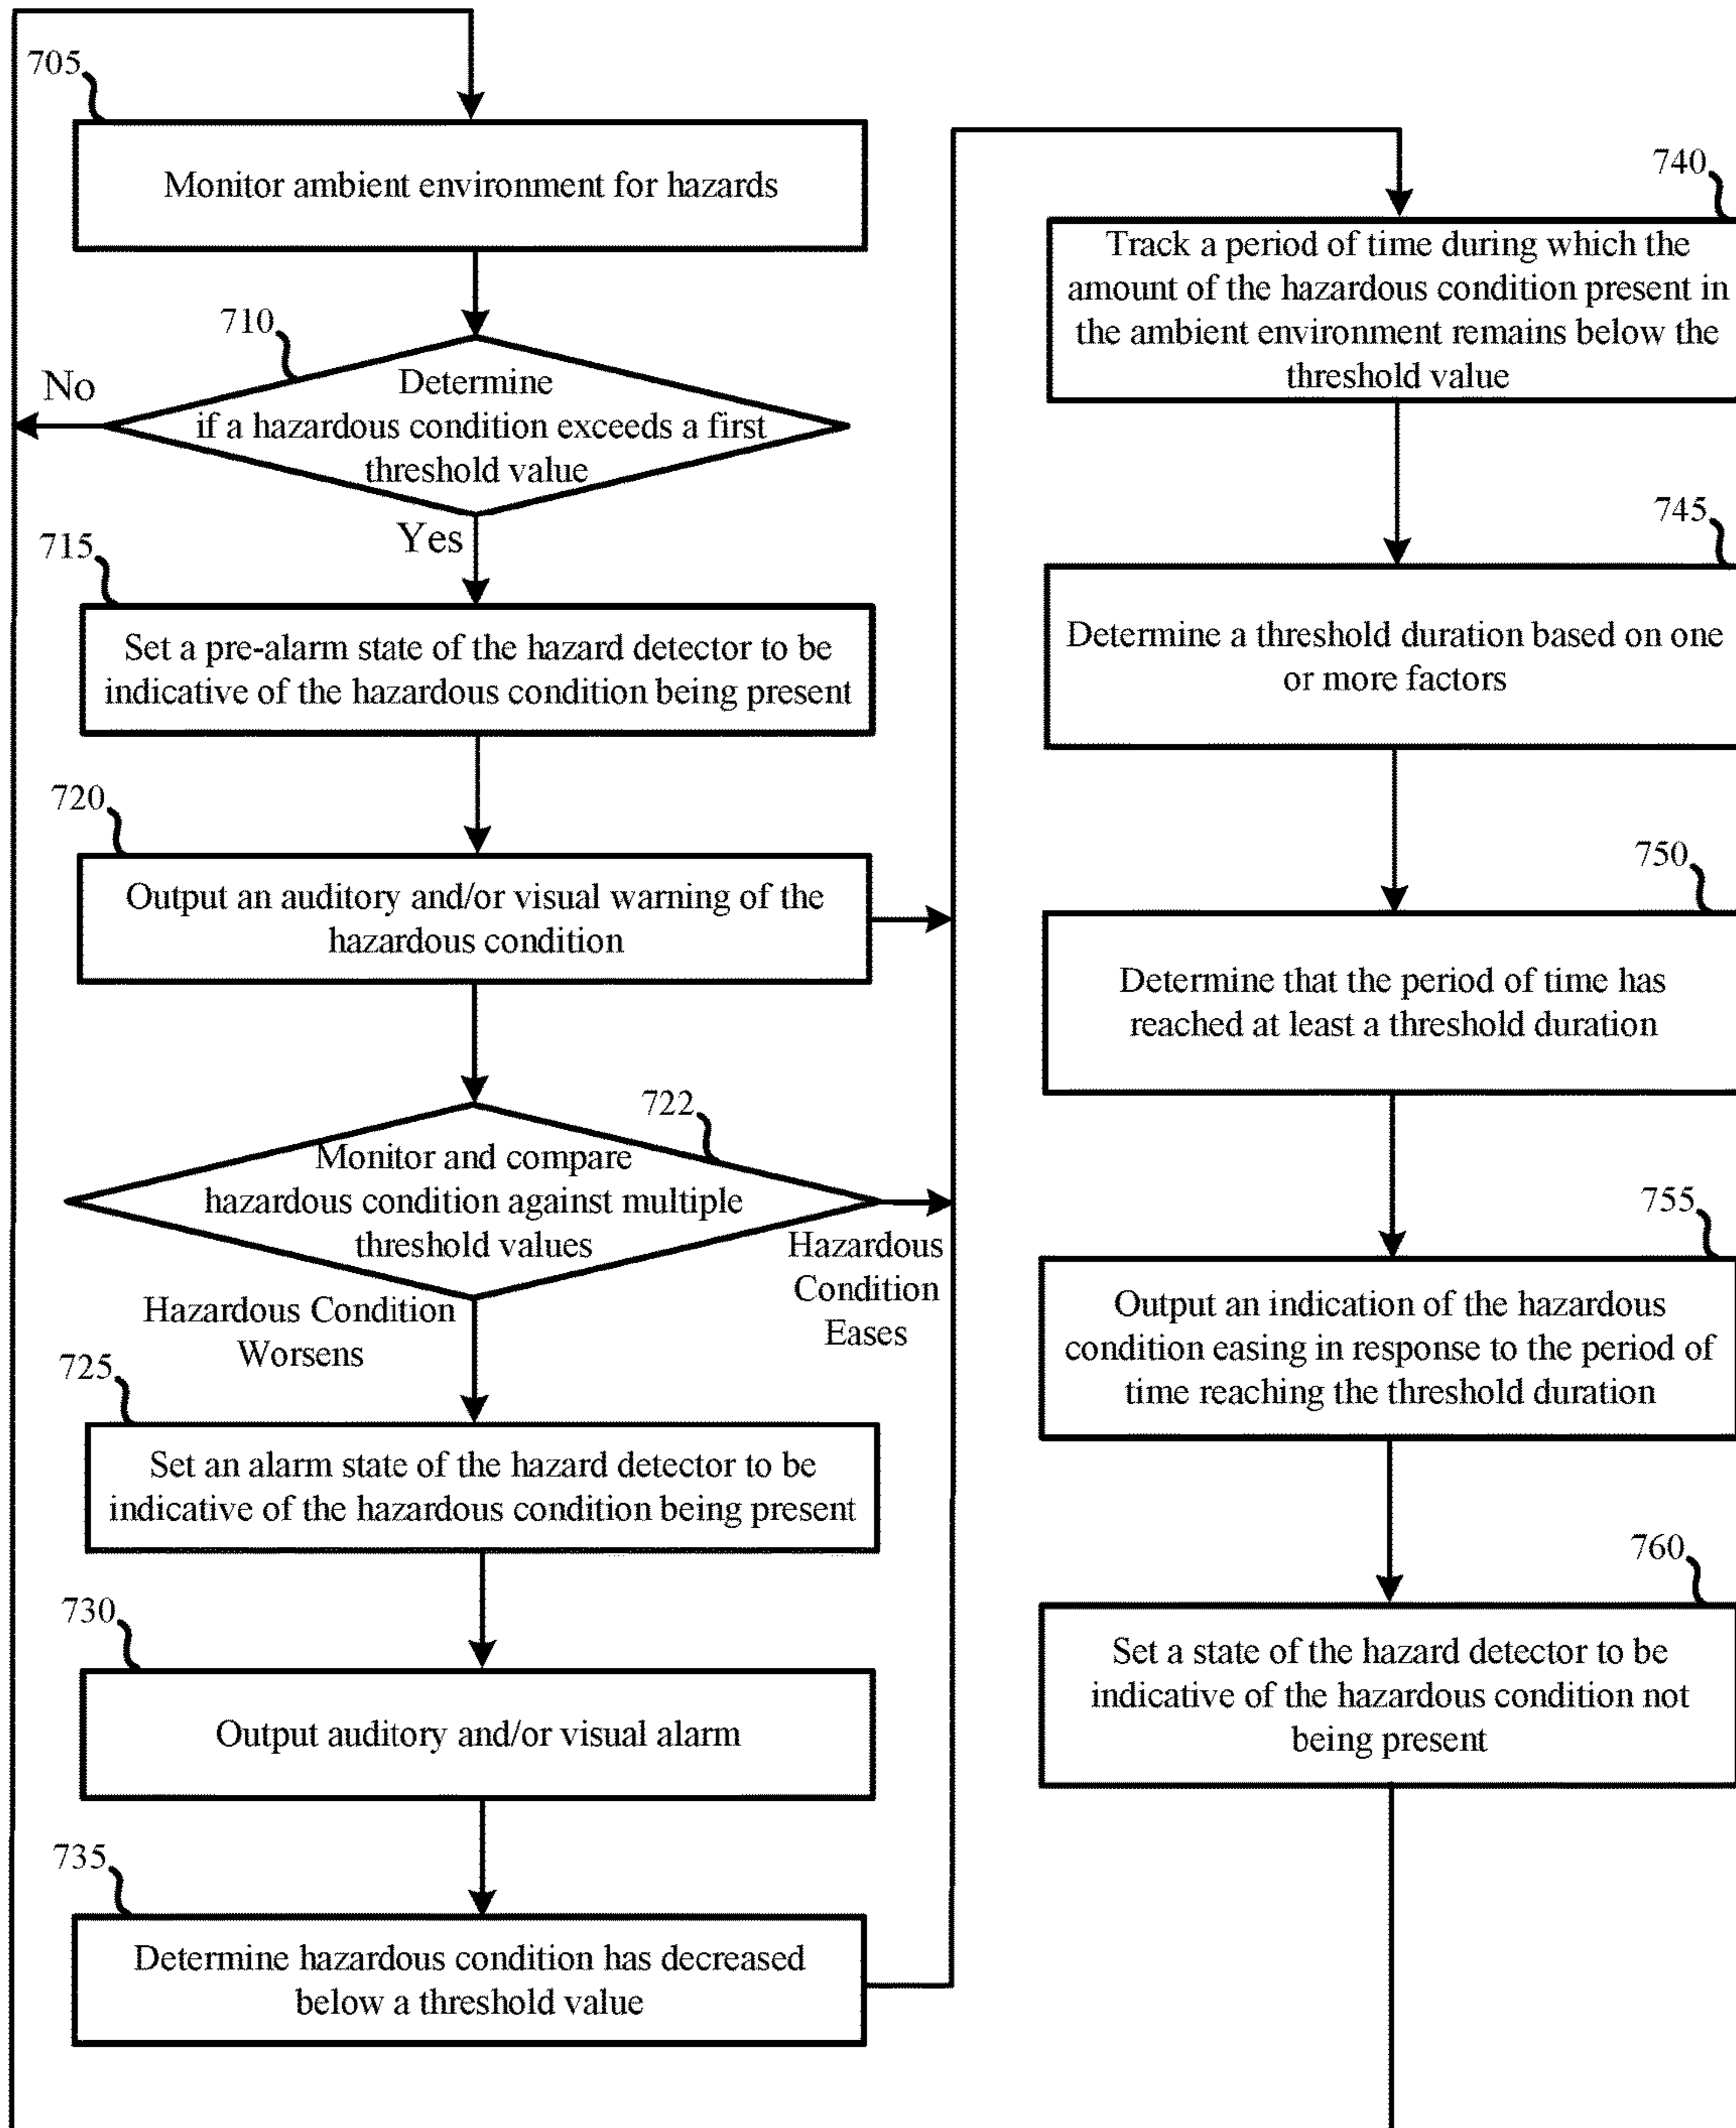 705
Monitor ambient environment for hazards
710
No
Determine
if a hazardous condition exceeds a first
threshold value
Yes
715
Set a pre-alarm state of the hazard detector to be
indicative of the hazardous condition being present
720
Output an auditory and/or visual warning of the
hazardous condition
722
Monitor and compare
hazardous condition against multiple
threshold values
Hazardous
Condition
Eases
Hazardous Condition
Worsens
725
Set an alarm state of the hazard detector to be
indicative of the hazardous condition being present
730
Output auditory and/or visual alarm
735
Determine hazardous condition has decreased
below a threshold value
740
Track a period of time during which the
amount of the hazardous condition present in
the ambient environment remains below the
threshold value
745
Determine a threshold duration based on one
or more factors
750
Determine that the period of time has
reached at least a threshold duration
755
Output an indication of the hazardous
condition easing in response to the period of
time reaching the threshold duration
760
Set a state of the hazard detector to be
indicative of the hazardous condition not
being present